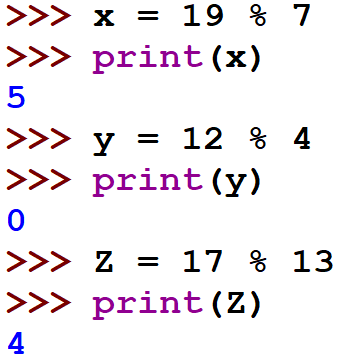 >>> x = 19 % 7
>>> print(x)
5
>>> y = 12 % 4
>>> print(y)
0
>>> Z = 17 % 13
>>> print(Z)
4